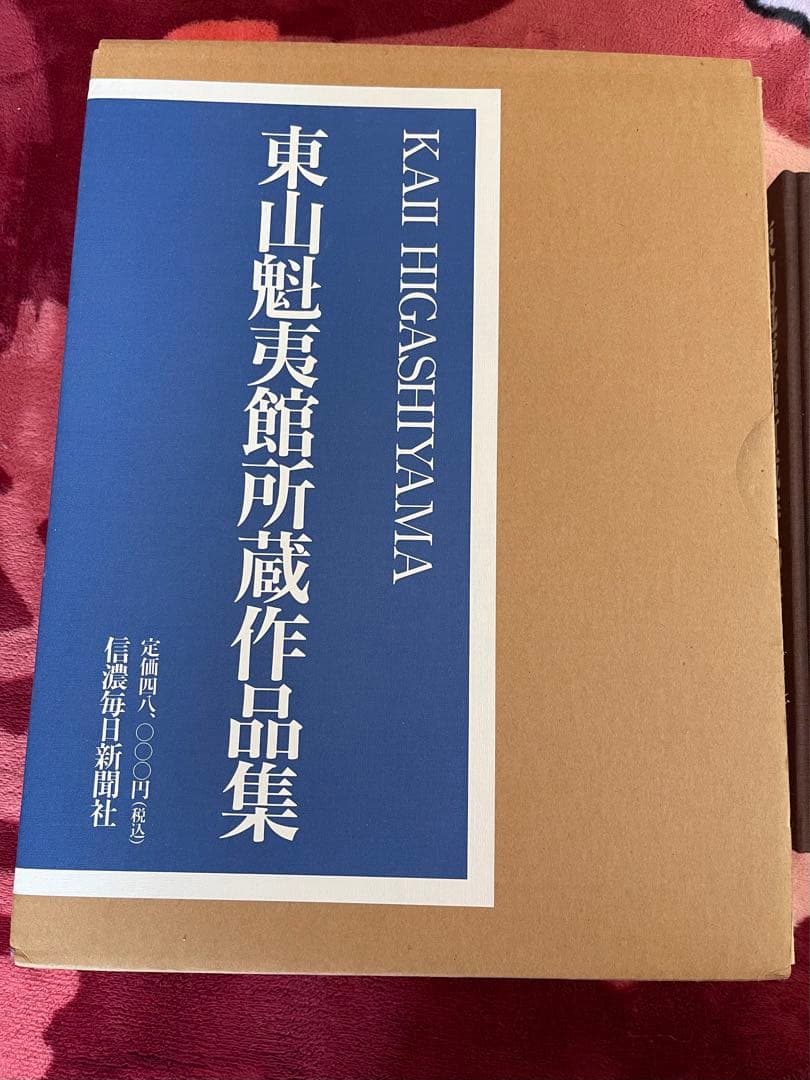 KAII HIGASHIYAMA
東山魁夷館所蔵作品集
定価四八、〇〇〇円(税込)
信濃毎日新聞社